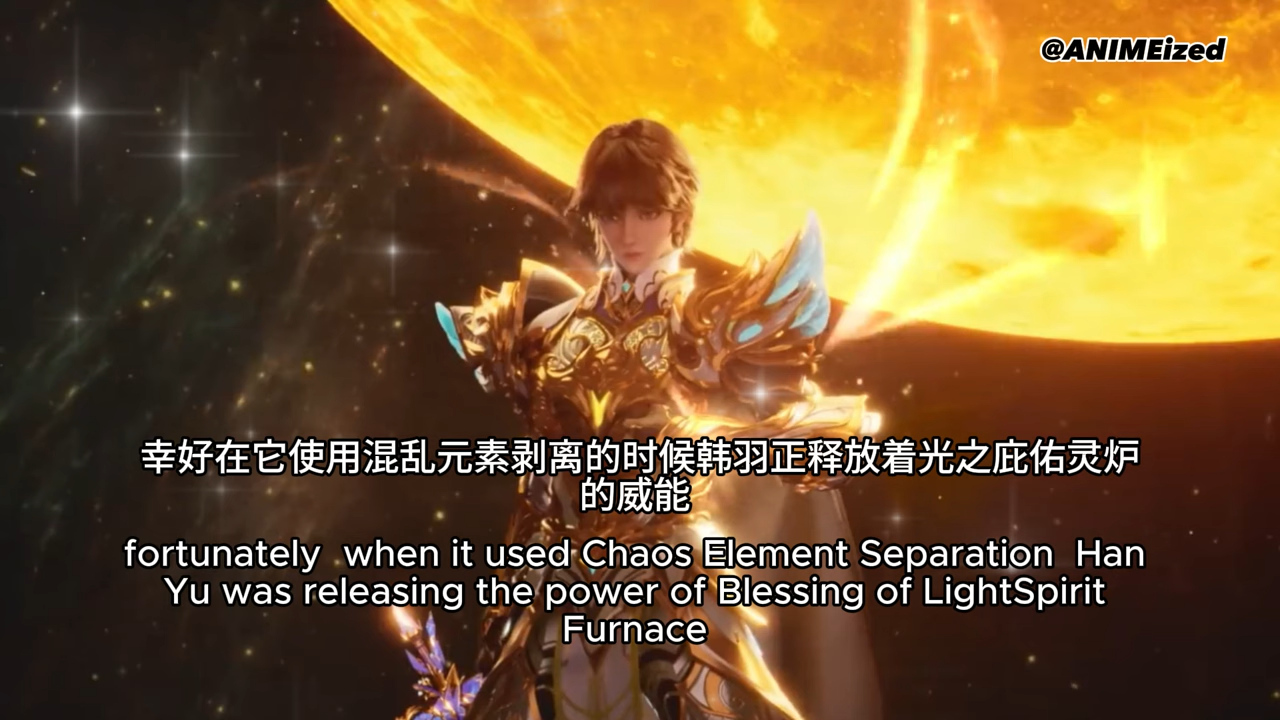 @ANIMEized
幸好在它使用混乱元素剥离的时候韩羽正释放着光之庇佑灵炉
的威能
fortunately  when it used Chaos Element Separation  Han
Yu was releasing the power of Blessing of LightSpirit
Furnace